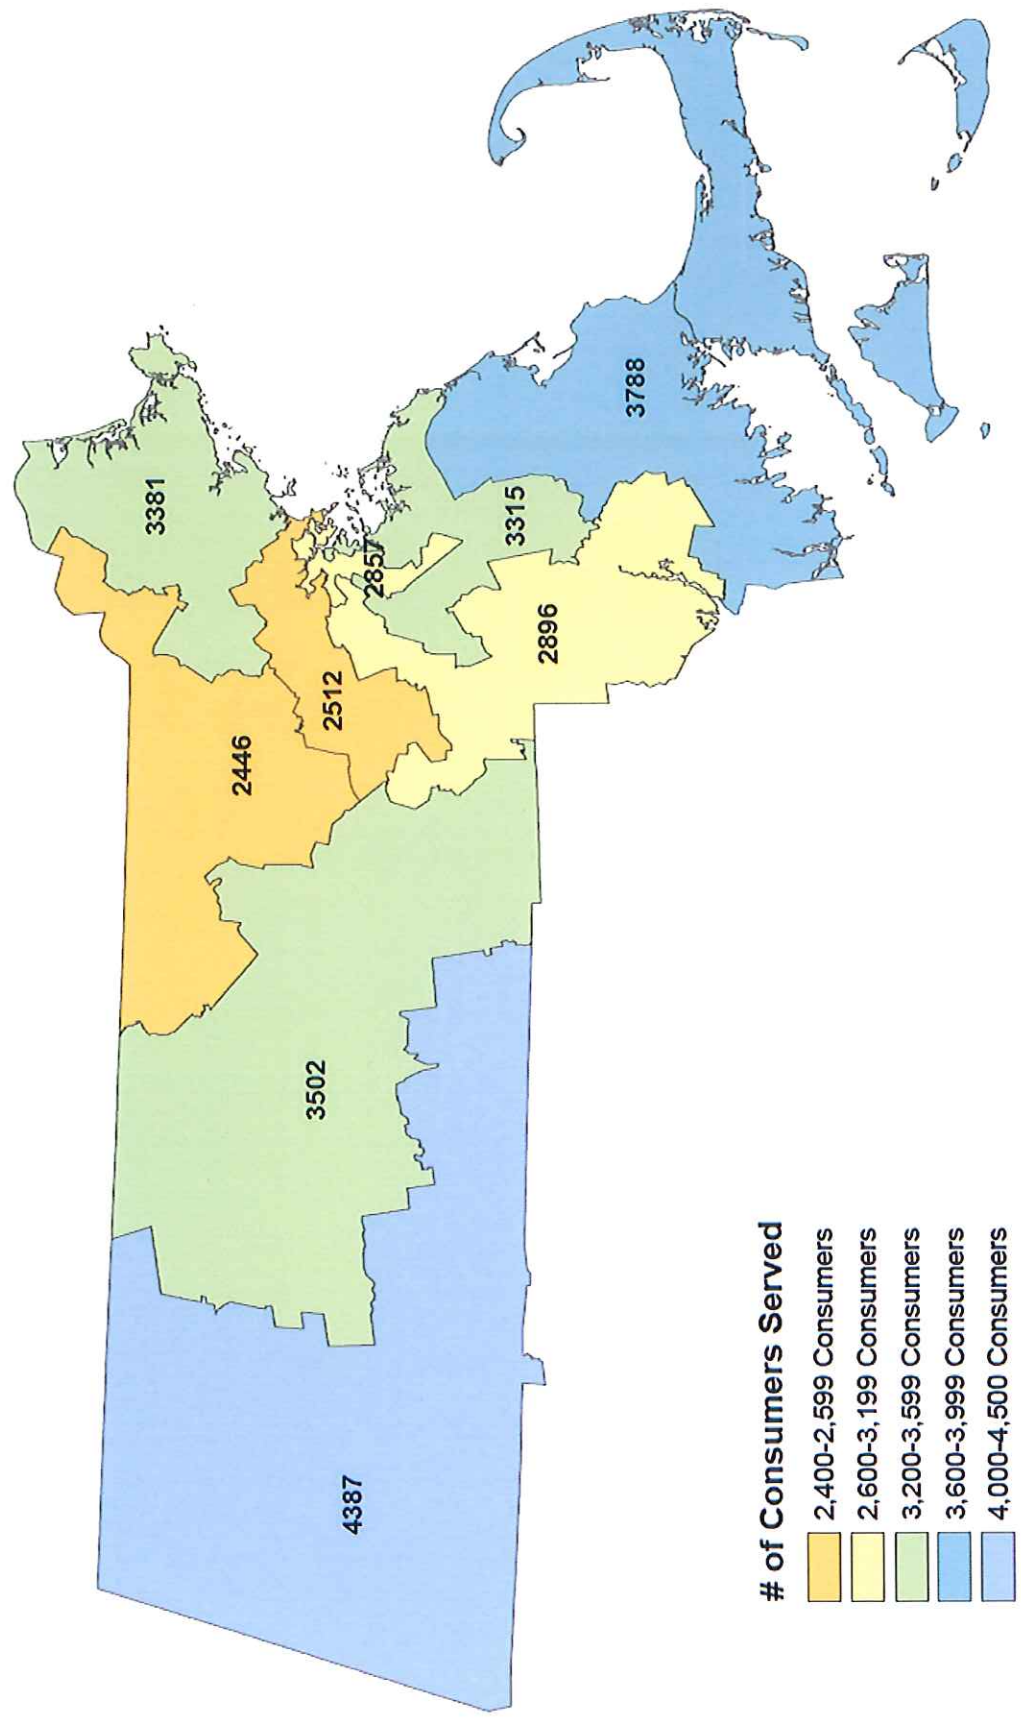 3381
2446
2512
2857
3315
3788
2896
3502
4387
# of Consumers Served
2,400-2,599 Consumers
2,600-3,199 Consumers
3,200-3,599 Consumers
3,600-3,999 Consumers
4,000-4,500 Consumers